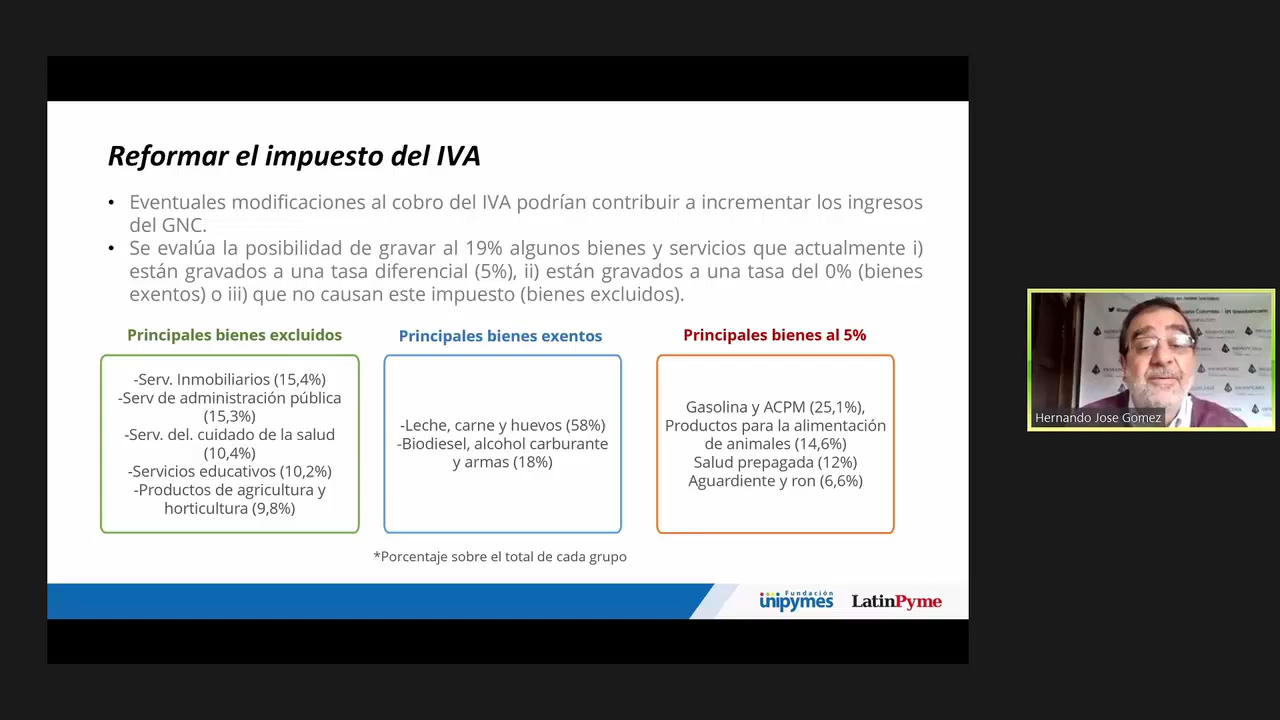 Reformar el impuesto del IVA
• Eventuales modificaciones al cobro del IVA podrían contribuir a incrementar los ingresos
del GNC.
• Se evalúa la posibilidad de gravar al 19% algunos bienes y servicios que actualmente i)
están gravados a una tasa diferencial (5%), ii) están gravados a una tasa del 0% (bienes
exentos) o iii) que no causan este impuesto (bienes excluidos).
Principales bienes excluidos
-Serv. Inmobiliarios (15,4%)
-Serv de administración pública
(15,3%)
-Serv. del. cuidado de la salud
(10,4%)
-Servicios educativos (10,2%)
-Productos de agricultura y
horticultura (9,8%)
Principales bienes exentos
-Leche, carne y huevos (58%)
-Biodiesel, alcohol carburante
y armas (18%)
Principales bienes al 5%
Gasolina y ACPM (25,1%),
Productos para la alimentación
de animales (14,6%)
Salud prepagada (12%)
Aguardiente y ron (6,6%)
*Porcentaje sobre el total de cada grupo
Fundación
unipymes
LatinPyme
Hernando Jose Gomez